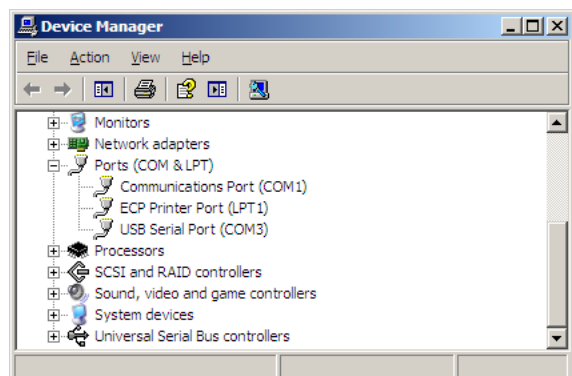 Device Manager
File Action View Help
Monitors
Network adapters
Ports (COM & LPT)
Communications Port (COM1)
ECP Printer Port (LPT1)
USB Serial Port (COM3)
Processors
SCSI and RAID controllers
Sound, video and game controllers
System devices
Universal Serial Bus controllers